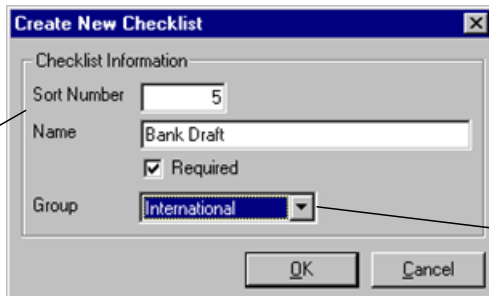 Create New Checklist
Checklist Information
Sort Number 5
Name Bank Draft
Required
Group International
OK Cancel